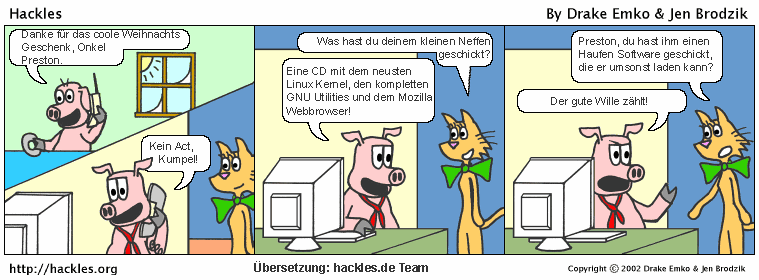 Hackles
By Drake Emko & Jen Brodzik
Danke für das coole Weihnachts
Geschenk, Onkel
Preston.
Kein Act,
Kumpel!
Was hast du deinem kleinen Neffen
geschickt?
Eine CD mit dem neusten
Linux Kernel, den kompletten
GNU Utilities und dem Mozilla
Webbrowser!
Preston, du hast ihm einen
Haufen Software geschickt,
die er umsonst laden kann?
Der gute Wille zählt!
http://hackles.org
Übersetzung: hackles.de Team
Copyright © 2002 Drake Emko & Jen Brodzik